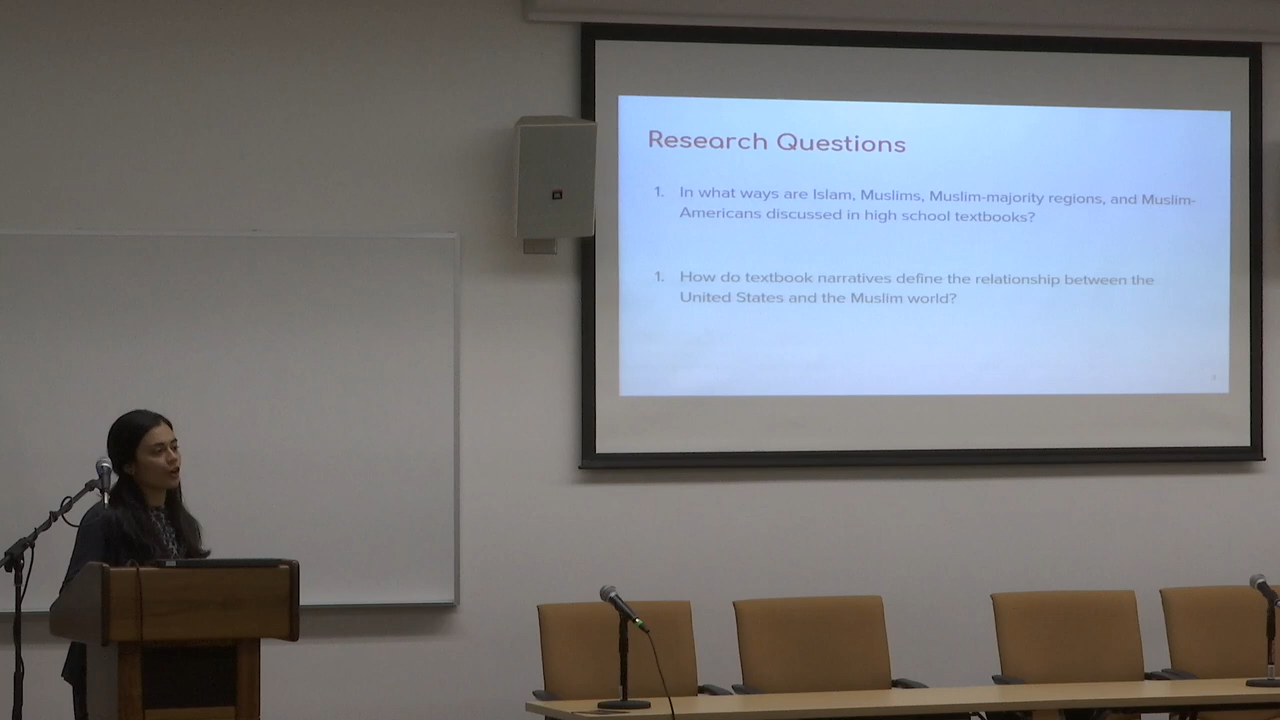 Research Questions
1. In what ways are Islam, Muslims, Muslim-majority regions, and Muslim-
Americans discussed in high school textbooks?
1. How do textbook narratives define the relationship between the
United States and the Muslim world?